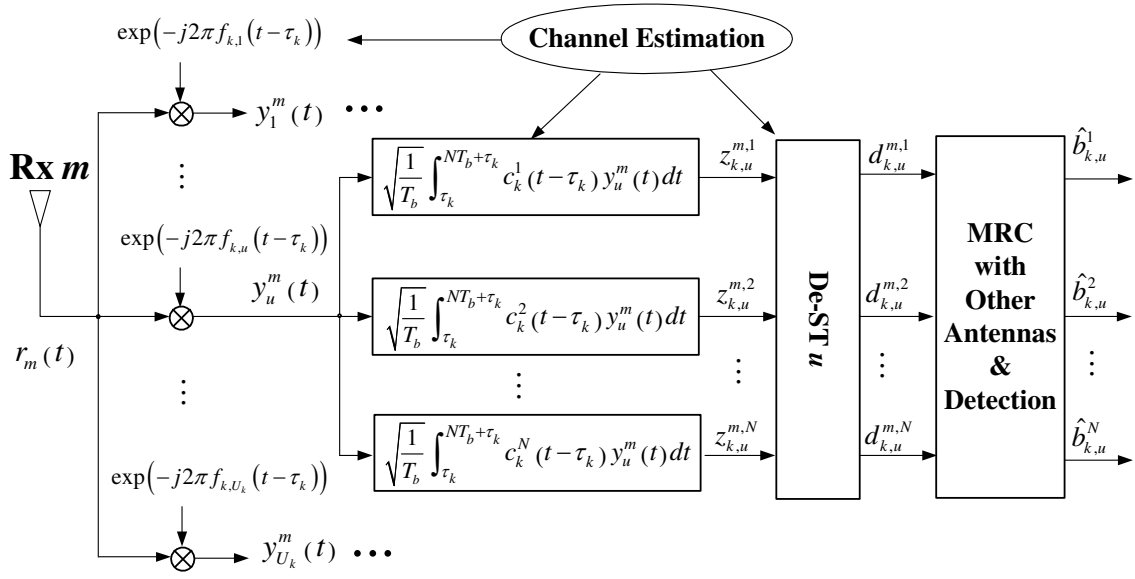 exp(−j2πf_{k,1}(t−τ_k))
Channel Estimation
y_1^m(t) •••
Rx m
√(1/T_b) ∫_{τ_k}^{NT_b+τ_k} c_k^1(t−τ_k) y_u^m(t)dt
z_{k,u}^{m,1}
d_{k,u}^{m,1}
b̂_{k,u}^1
⋮
exp(−j2πf_{k,u}(t−τ_k))
y_u^m(t)
√(1/T_b) ∫_{τ_k}^{NT_b+τ_k} c_k^2(t−τ_k) y_u^m(t)dt
z_{k,u}^{m,2}
De-ST u
d_{k,u}^{m,2}
MRC
with
Other
Antennas
&
Detection
b̂_{k,u}^2
r_m(t)
⋮
⋮
⋮
⋮
⋮
√(1/T_b) ∫_{τ_k}^{NT_b+τ_k} c_k^N(t−τ_k) y_u^m(t)dt
z_{k,u}^{m,N}
d_{k,u}^{m,N}
b̂_{k,u}^N
exp(−j2πf_{k,U_k}(t−τ_k))
y_{U_k}^m(t) •••